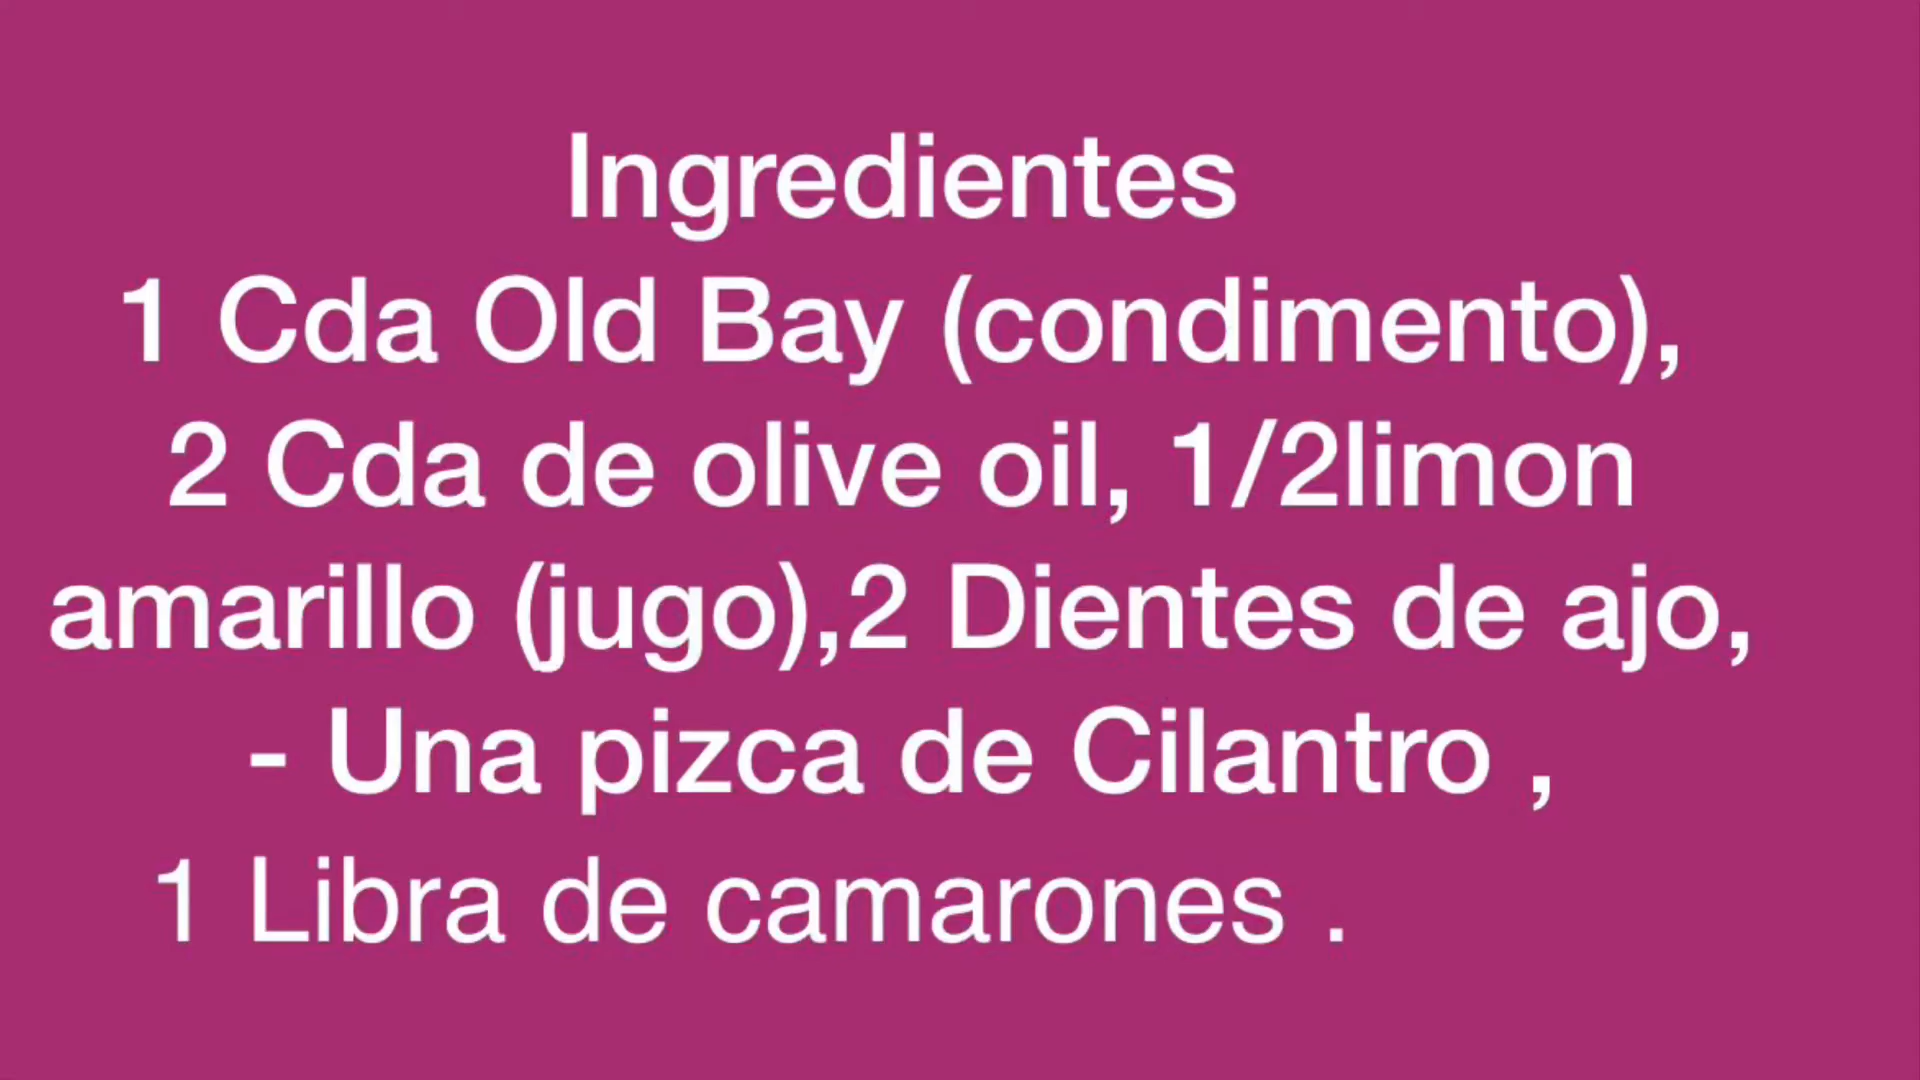 Ingredientes
1 Cda Old Bay (condimento),
2 Cda de olive oil, 1/2limon
amarillo (jugo),2 Dientes de ajo,
- Una pizca de Cilantro ,
1 Libra de camarones .